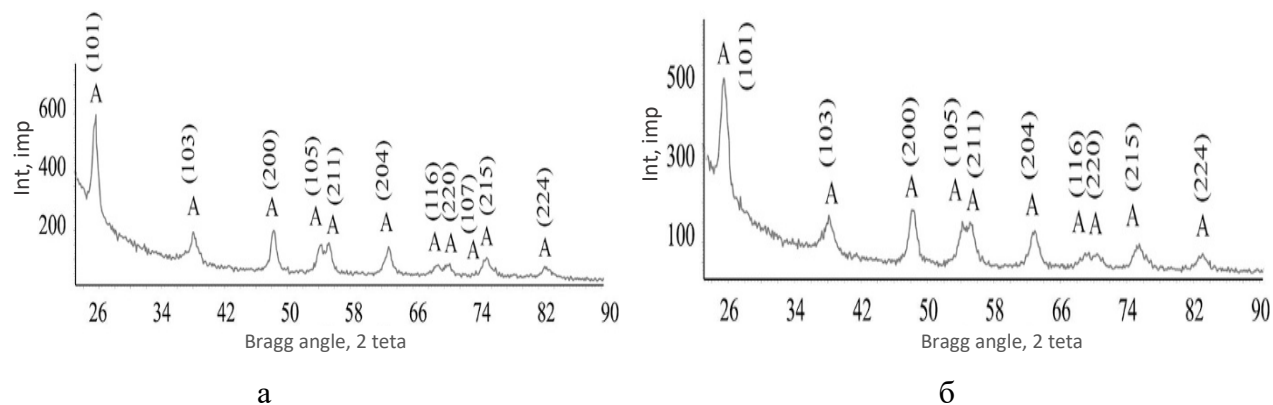 (101)
A
(103)
A
(200)
A
(105)
A
(211)
A
(204)
A
(116)
A
(220)
A
(107)
A
(215)
A
(224)
A
600
400
200
Int, imp
26 34 42 50 58 66 74 82 90
Bragg angle, 2 teta
а
A
(101)
(103)
A
(200)
A
(105)
A
(211)
A
(204)
A
(116)
A
(220)
A
(215)
A
(224)
A
500
300
100
Int, imp
26 34 42 50 58 66 74 82 90
Bragg angle, 2 teta
б